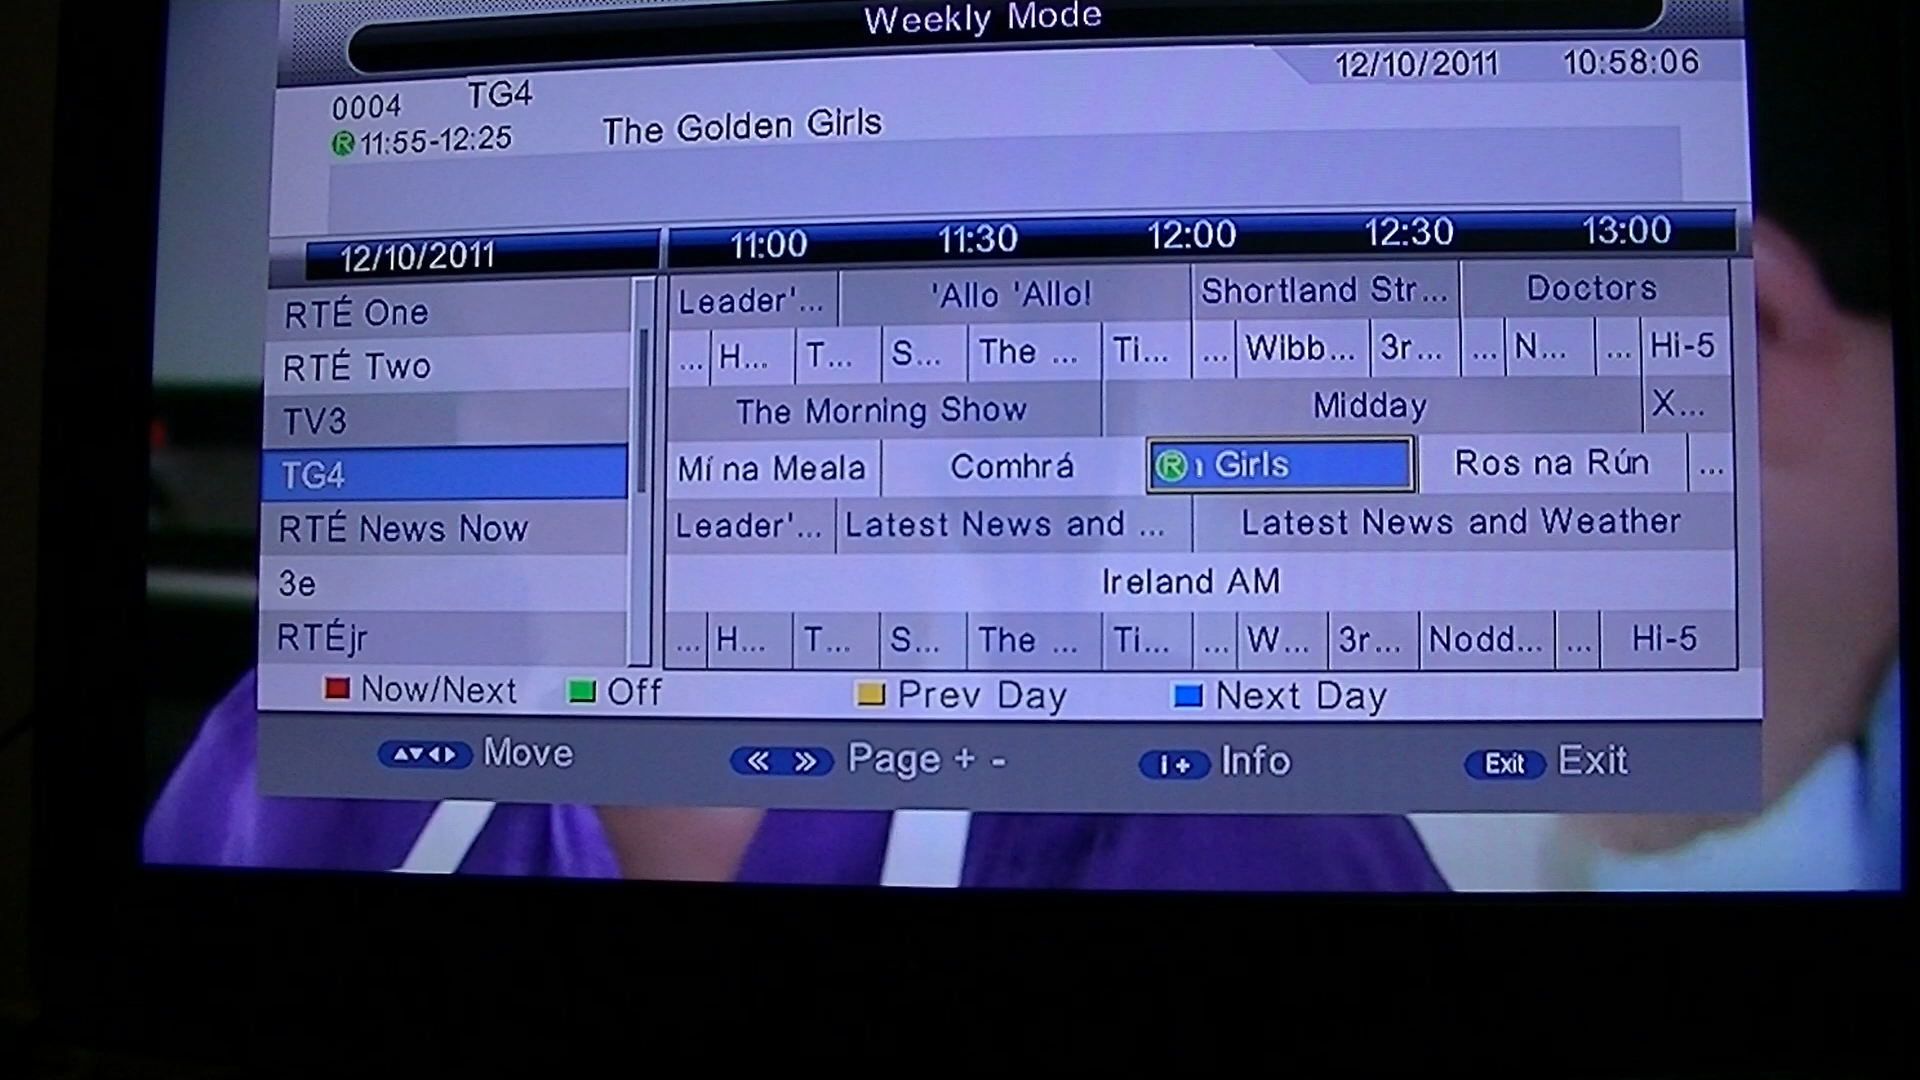 Weekly Mode
12/10/2011 10:58:06
0004 TG4
R 11:55-12:25 The Golden Girls
12/10/2011 11:00 11:30 12:00 12:30 13:00
RTÉ One Leader'... 'Allo 'Allo! Shortland Str... Doctors
RTÉ Two ... H... T... S... The ... Ti... ... Wibb... 3r... ... N... ... Hi-5
TV3 The Morning Show Midday X...
TG4 Mí na Meala Comhrá R Girls Ros na Rún ...
RTÉ News Now Leader'... Latest News and ... Latest News and Weather
3e Ireland AM
RTÉjr ... H... T... S... The ... Ti... ... W... 3r... Nodd... ... Hi-5
Now/Next Off Prev Day Next Day
Move Page + - i+ Info Exit Exit